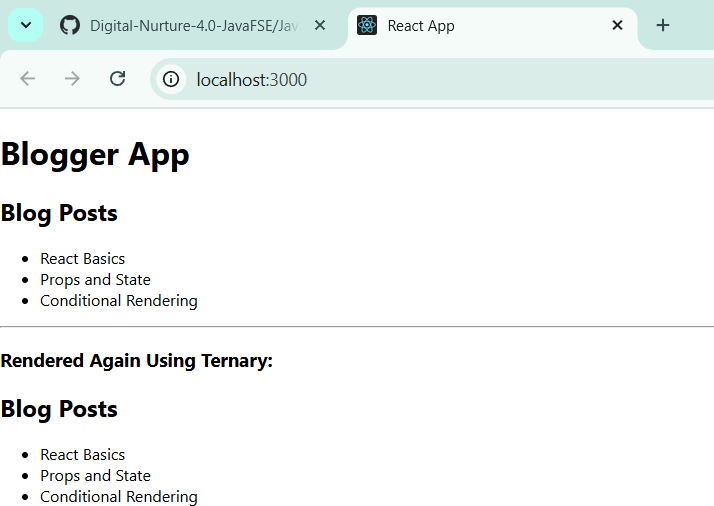 Digital-Nurture-4.0-JavaFSE/Jav
React App
localhost:3000
Blogger App
Blog Posts
React Basics
Props and State
Conditional Rendering
Rendered Again Using Ternary:
Blog Posts
React Basics
Props and State
Conditional Rendering